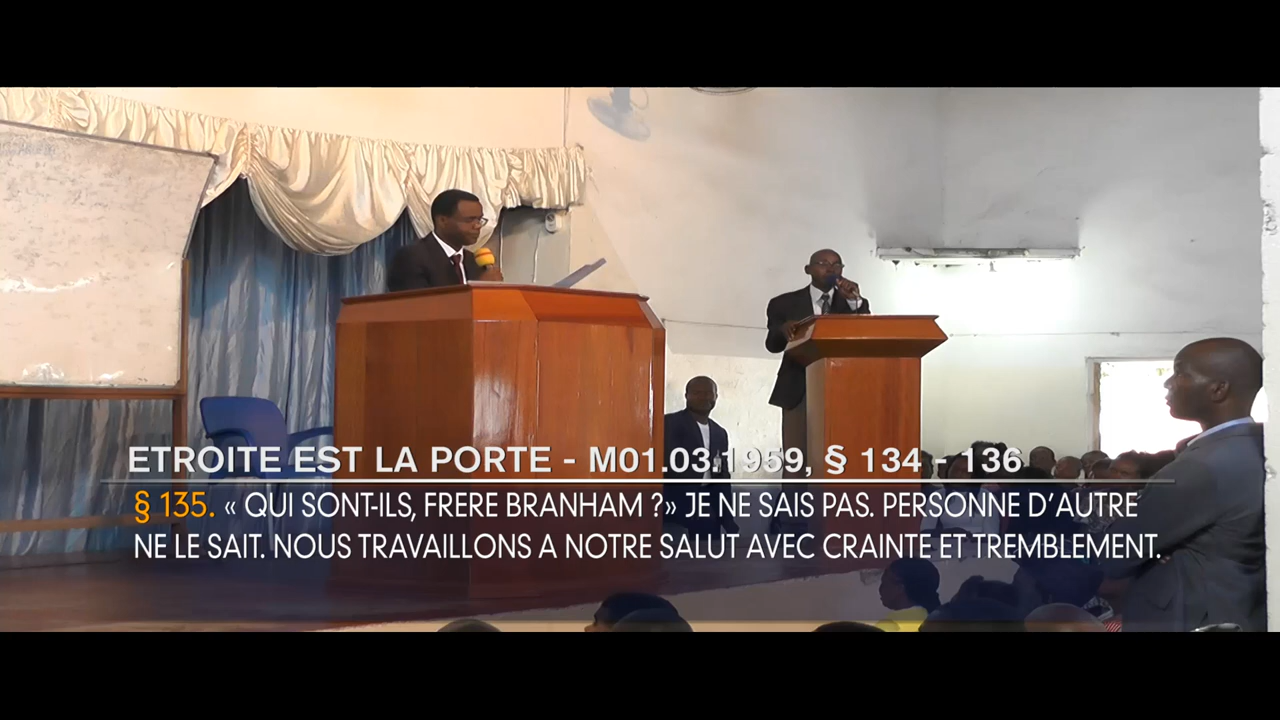 ETROITE EST LA PORTE - M01.03.1959, § 134 - 136
§ 135. « QUI SONT-ILS, FRERE BRANHAM ?» JE NE SAIS PAS. PERSONNE D'AUTRE
NE LE SAIT. NOUS TRAVAILLONS A NOTRE SALUT AVEC CRAINTE ET TREMBLEMENT.